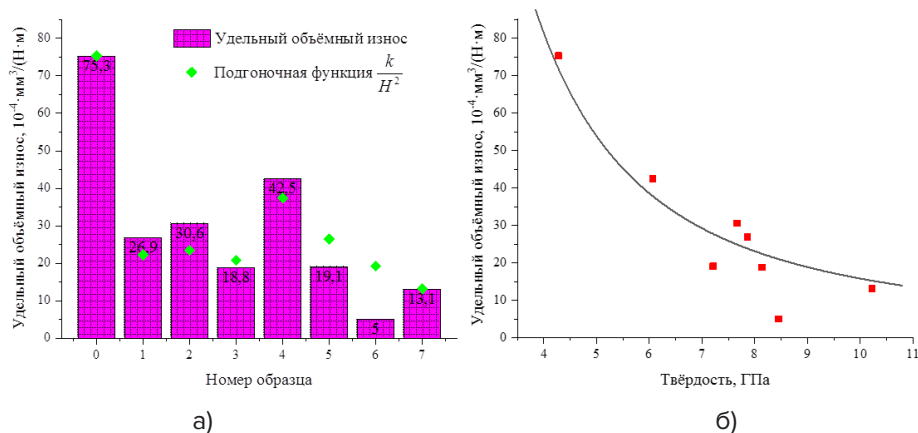 Удельный объёмный износ, 10⁻⁴·мм³/(Н·м)
80
70
60
50
40
30
20
10
0
Удельный объёмный износ
Подгоночная функция k/H²
75,3
26,9
30,6
18,8
42,5
19,1
5
13,1
0 1 2 3 4 5 6 7
Номер образца
а)
Удельный объёмный износ, 10⁻⁴·мм³/(Н·м)
80
70
60
50
40
30
20
10
0
4 5 6 7 8 9 10 11
Твёрдость, ГПа
б)